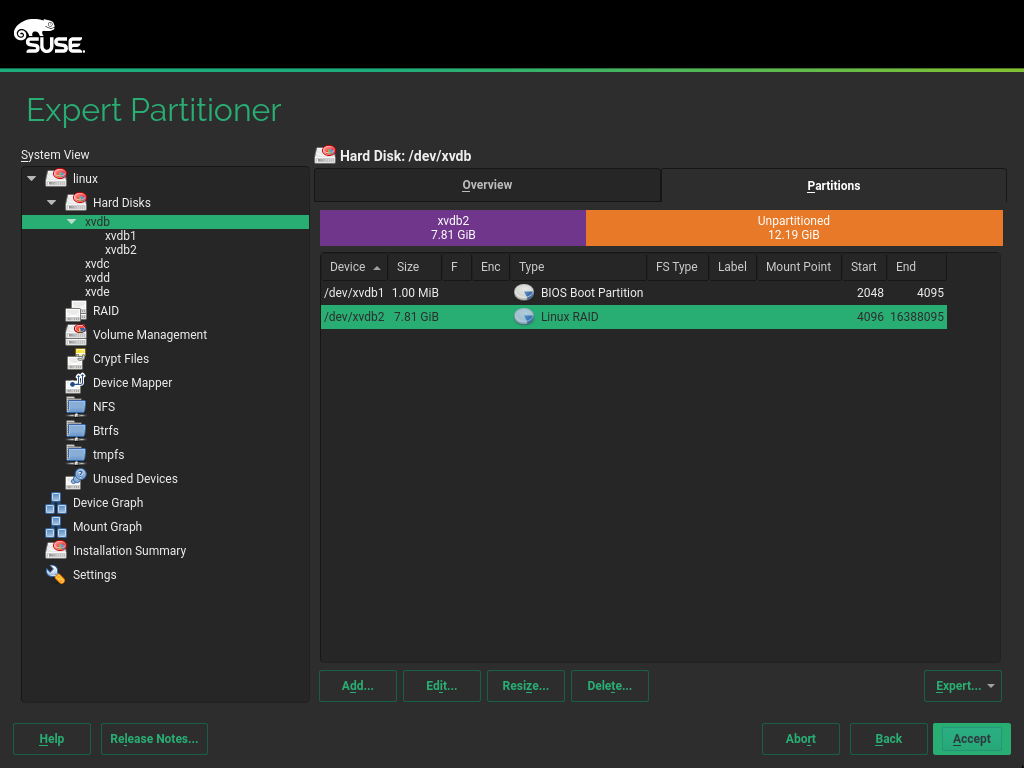 SUSE
Expert Partitioner
System View
linux
Hard Disks
xvdb
xvdb1
xvdb2
xvdc
xvdd
xvde
RAID
Volume Management
Crypt Files
Device Mapper
NFS
Btrfs
tmpfs
Unused Devices
Device Graph
Mount Graph
Installation Summary
Settings
Hard Disk: /dev/xvdb
Overview Partitions
xvdb2 Unpartitioned
7.81 GiB 12.19 GiB
Device Size F Enc Type FS Type Label Mount Point Start End
/dev/xvdb1 1.00 MiB BIOS Boot Partition 2048 4095
/dev/xvdb2 7.81 GiB Linux RAID 4096 16388095
Add... Edit... Resize... Delete... Expert...
Help Release Notes... Abort Back Accept